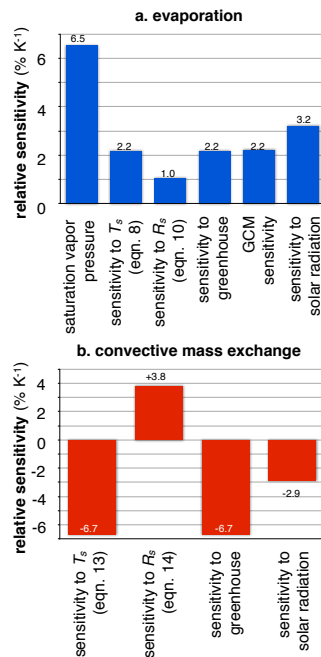 a. evaporation
relative sensitivity (% K-1)
6
4
2
0
6.5
2.2
1.0
2.2
2.2
3.2
saturation vapor
pressure
sensitivity to Ts
(eqn. 8)
sensitivity to Rs
(eqn. 10)
sensitivity to
greenhouse
GCM
sensitivity
sensitivity to
solar radiation
b. convective mass exchange
relative sensitivity (% K-1)
4
2
0
-2
-4
-6
-6.7
+3.8
-6.7
-2.9
sensitivity to Ts
(eqn. 13)
sensitivity to Rs
(eqn. 14)
sensitivity to
greenhouse
sensitivity to
solar radiation